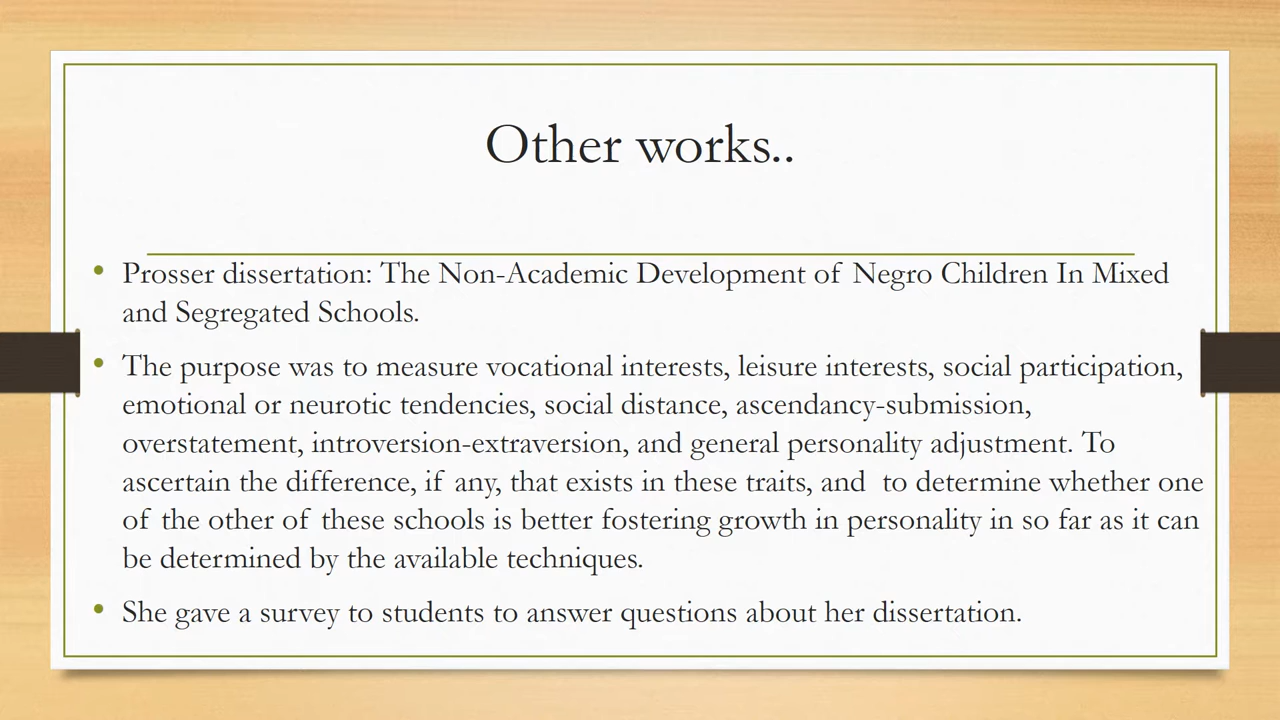 Other works..
Prosser dissertation: The Non-Academic Development of Negro Children In Mixed
and Segregated Schools.
The purpose was to measure vocational interests, leisure interests, social participation,
emotional or neurotic tendencies, social distance, ascendancy-submission,
overstatement, introversion-extraversion, and general personality adjustment. To
ascertain the difference, if any, that exists in these traits, and to determine whether one
of the other of these schools is better fostering growth in personality in so far as it can
be determined by the available techniques.
She gave a survey to students to answer questions about her dissertation.